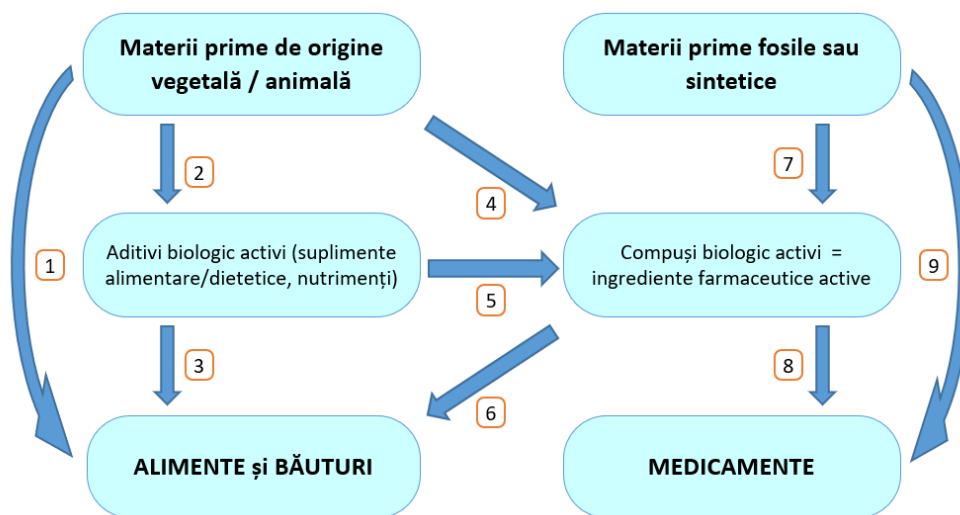 Materii prime de origine
vegetală / animală
Materii prime fosile sau
sintetice
2
7
4
Aditivi biologic activi (suplimente
alimentare/dietetice, nutrimenți)
Compuși biologic activi  =
ingrediente farmaceutice active
1
5
9
3
6
8
ALIMENTE și BĂUTURI
MEDICAMENTE